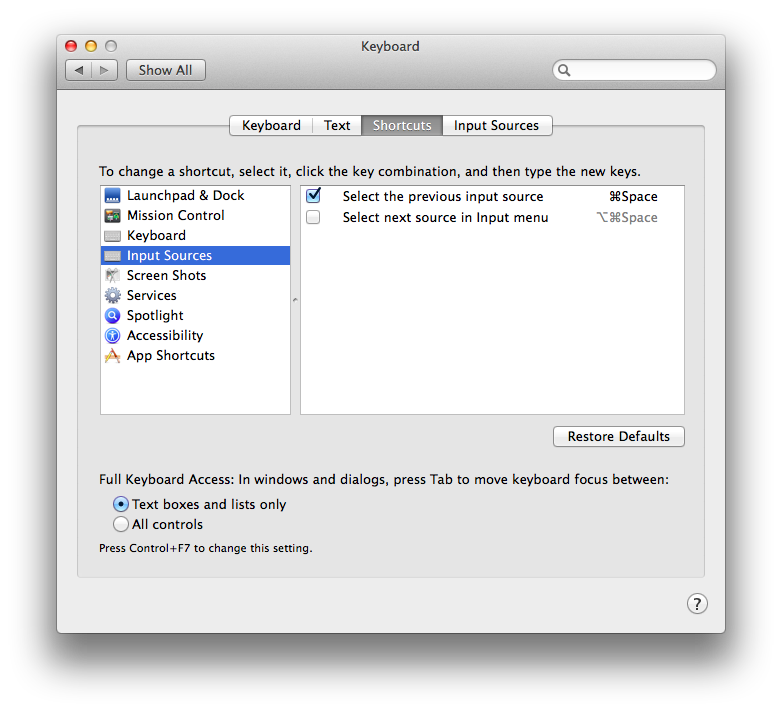 Keyboard
Show All
Keyboard Text Shortcuts Input Sources
To change a shortcut, select it, click the key combination, and then type the new keys.
Launchpad & Dock
Mission Control
Keyboard
Input Sources
Screen Shots
Services
Spotlight
Accessibility
App Shortcuts
Select the previous input source ⌘Space
Select next source in Input menu ⌥⌘Space
Restore Defaults
Full Keyboard Access: In windows and dialogs, press Tab to move keyboard focus between:
Text boxes and lists only
All controls
Press Control+F7 to change this setting.
?